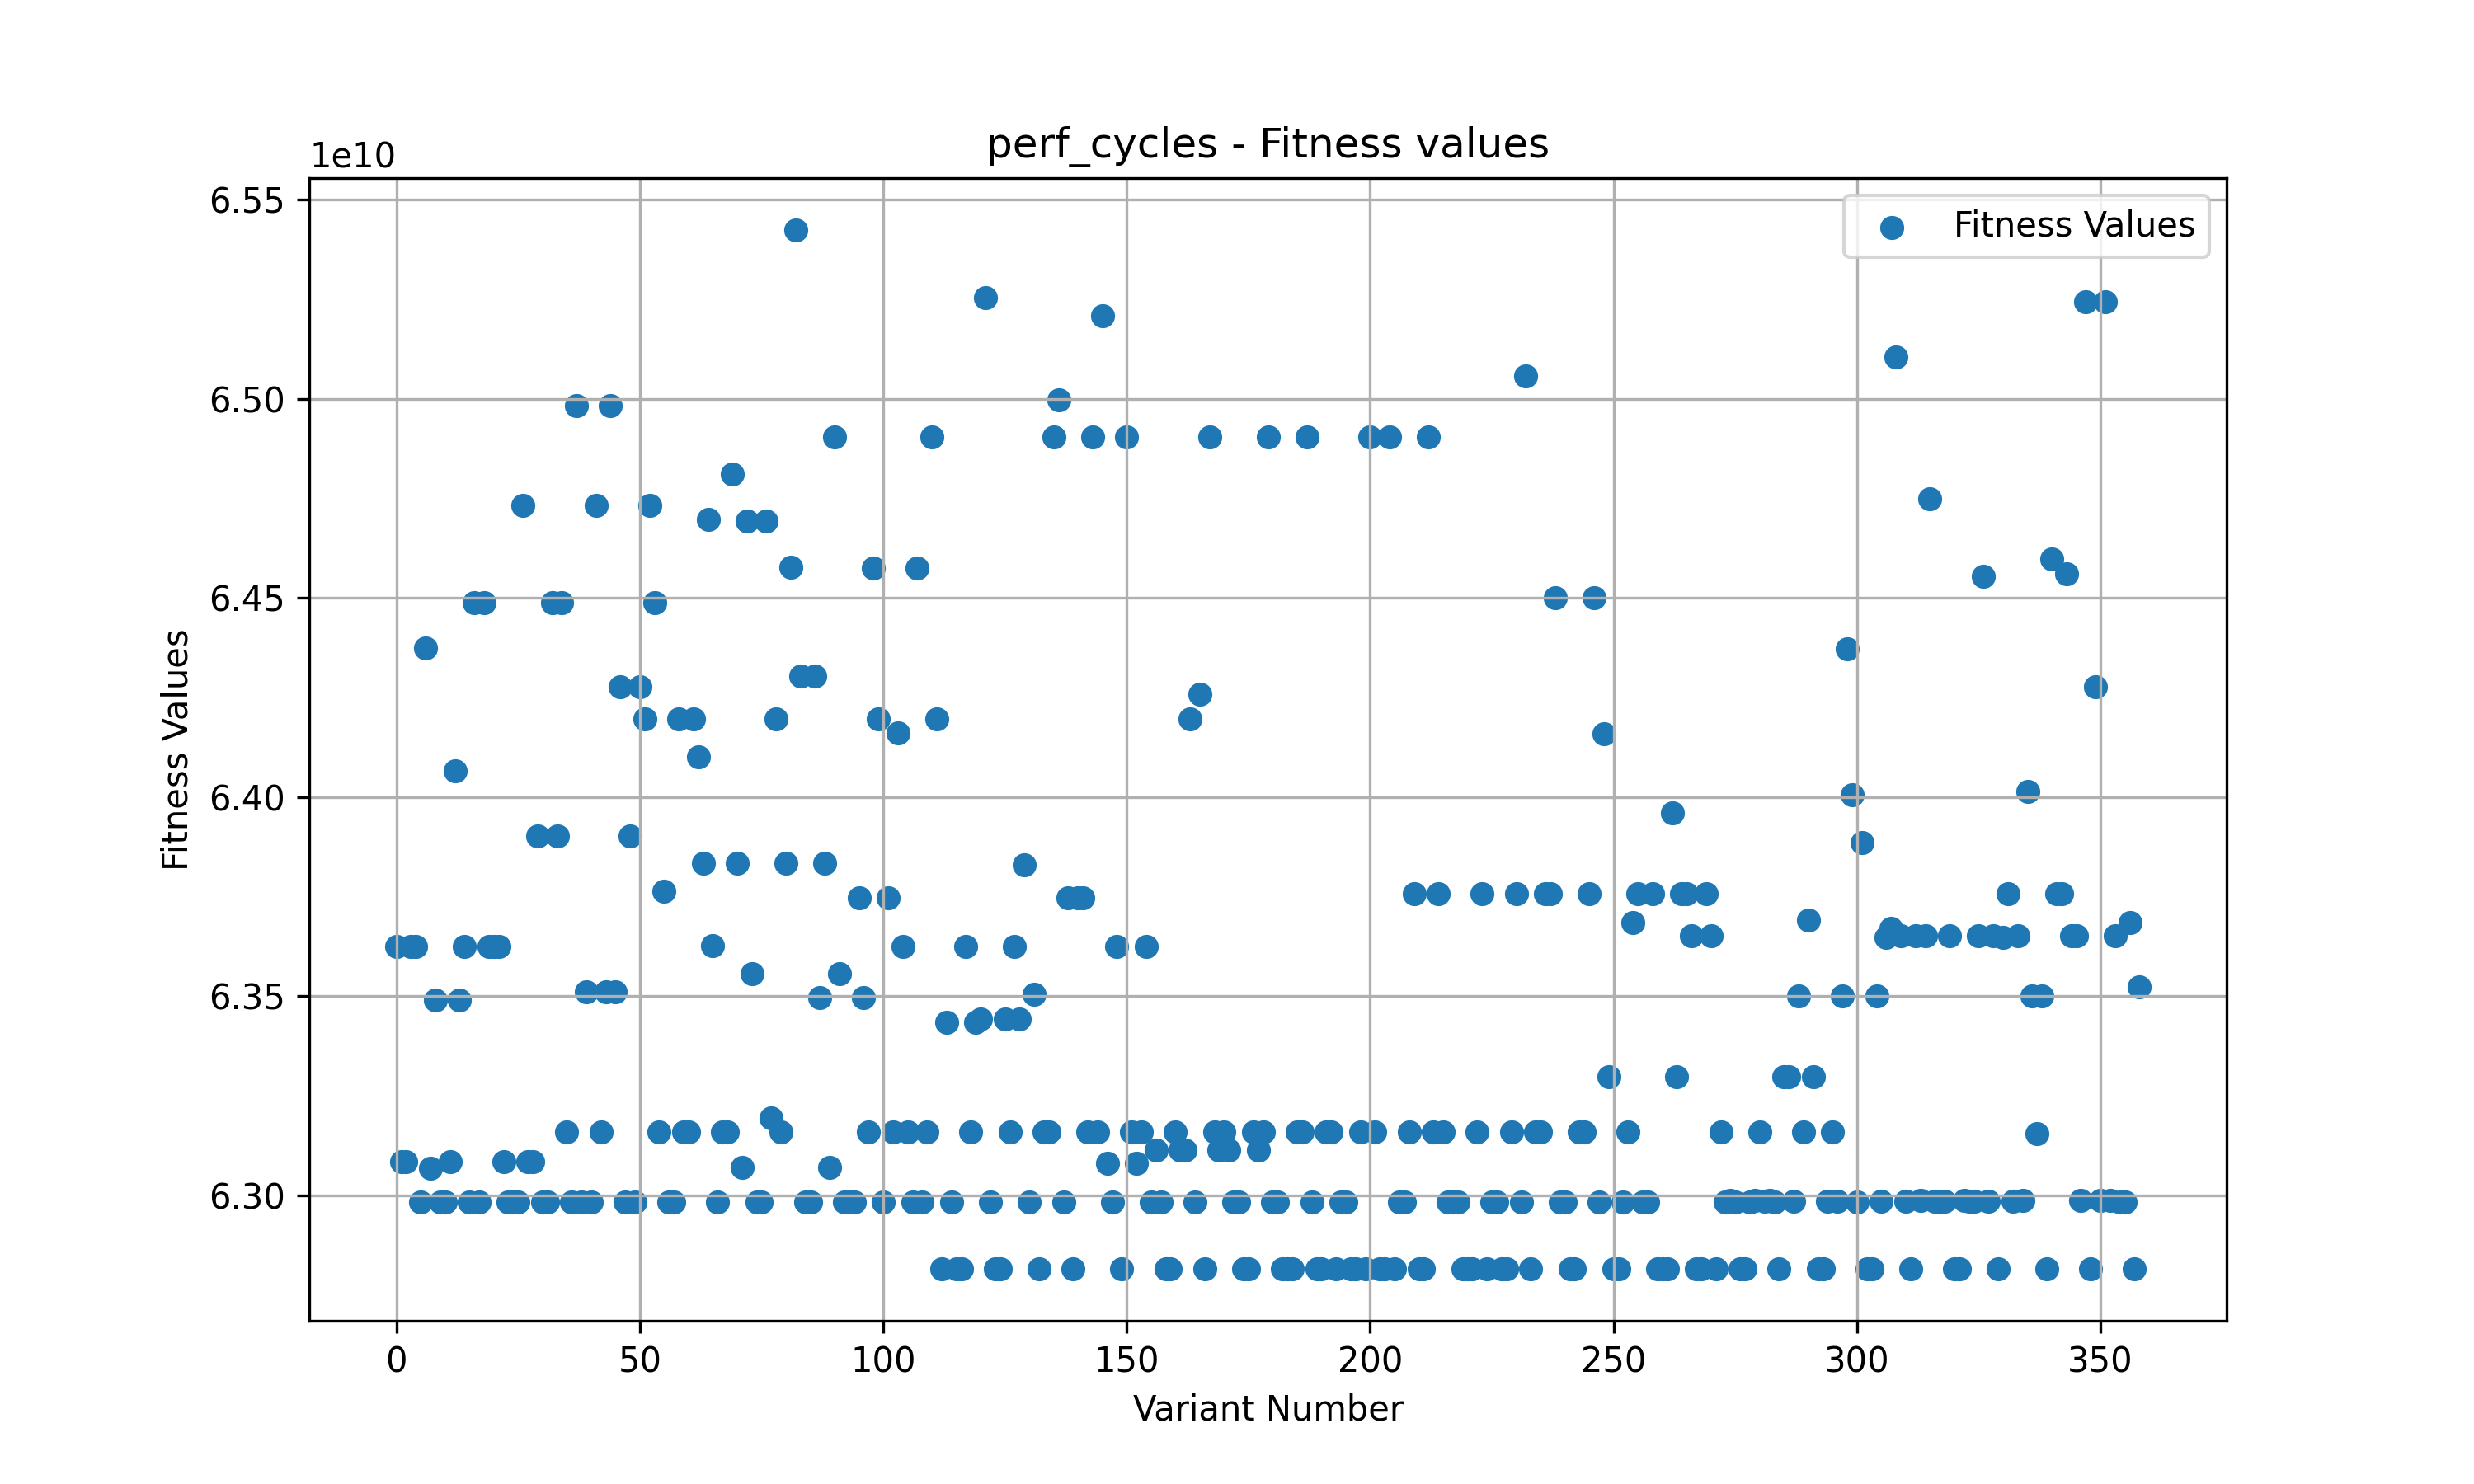 perf_cycles - Fitness values
1e10
6.55
6.50
6.45
6.40
6.35
6.30
Fitness Values
Fitness Values
0 50 100 150 200 250 300 350
Variant Number